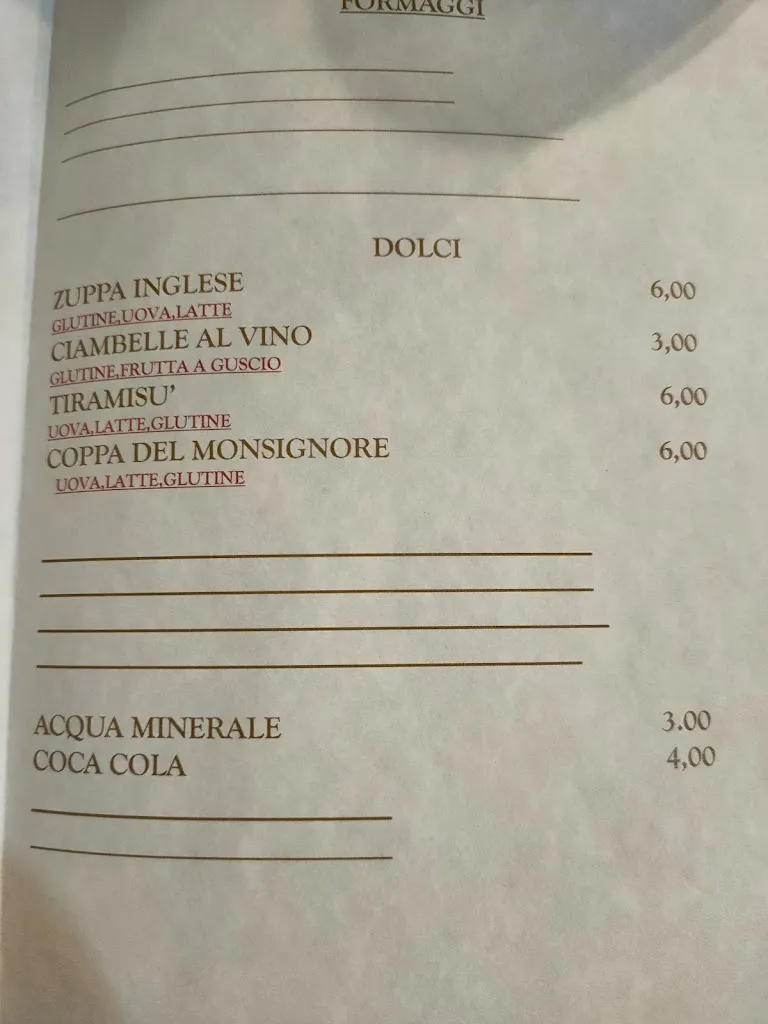 FORMAGGI
DOLCI
ZUPPA INGLESE 6,00
GLUTINE,UOVA,LATTE
CIAMBELLE AL VINO 3,00
GLUTINE,FRUTTA A GUSCIO
TIRAMISU' 6,00
UOVA,LATTE,GLUTINE
COPPA DEL MONSIGNORE 6,00
UOVA,LATTE,GLUTINE
ACQUA MINERALE 3.00
COCA COLA 4,00